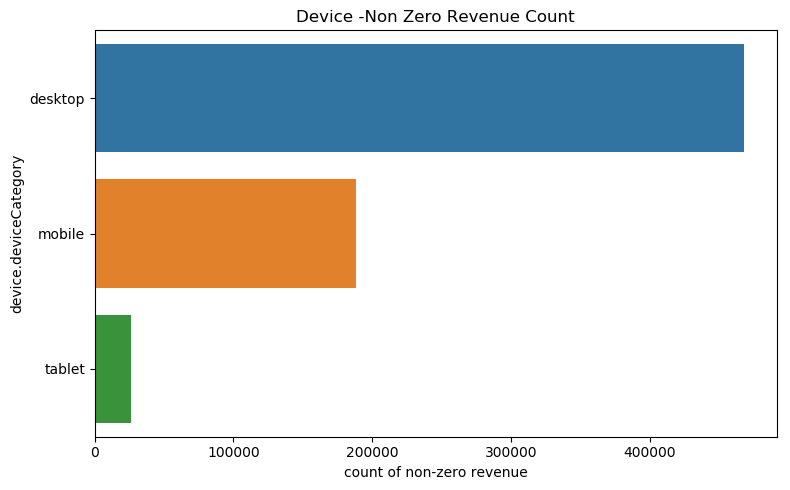 Device -Non Zero Revenue Count
device.deviceCategory
desktop
mobile
tablet
0 100000 200000 300000 400000
count of non-zero revenue